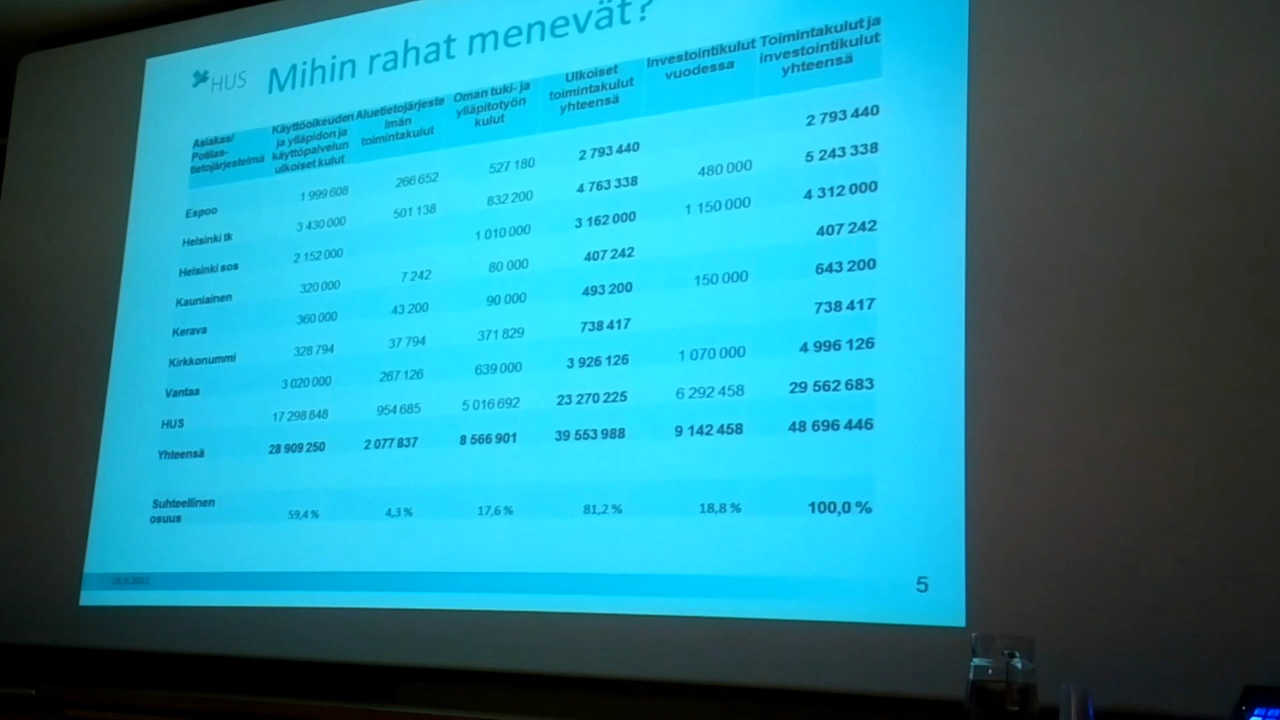 HUS
Mihin rahat menevät?
Asiakas/ Potilas-tietojärjestelmä | Käyttöoikeuden ja ylläpidon ja käyttöpalvelun ulkoiset kulut | Aluetietojärjeste lmän toimintakulut | Oman tuki- ja ylläpitotyön kulut | Ulkoiset toimintakulut yhteensä | Investointikulut vuodessa | Toimintakulut ja investointikulut yhteensä
Espoo 1 999 608 266 652 527 180 2 793 440 2 793 440
Helsinki tk 3 430 000 501 138 832 200 4 763 338 480 000 5 243 338
Helsinki sos 2 152 000 1 010 000 3 162 000 1 150 000 4 312 000
Kauniainen 320 000 7 242 80 000 407 242 407 242
Kerava 360 000 43 200 90 000 493 200 150 000 643 200
Kirkkonummi 328 794 37 794 371 829 738 417 738 417
Vantaa 3 020 000 267 126 639 000 3 926 126 1 070 000 4 996 126
HUS 17 298 848 954 685 5 016 692 23 270 225 6 292 458 29 562 683
Yhteensä 28 909 250 2 077 837 8 566 901 39 553 988 9 142 458 48 696 446
Suhteellinen osuus 59,4 % 4,3 % 17,6 % 81,2 % 18,8 % 100,0 %
5